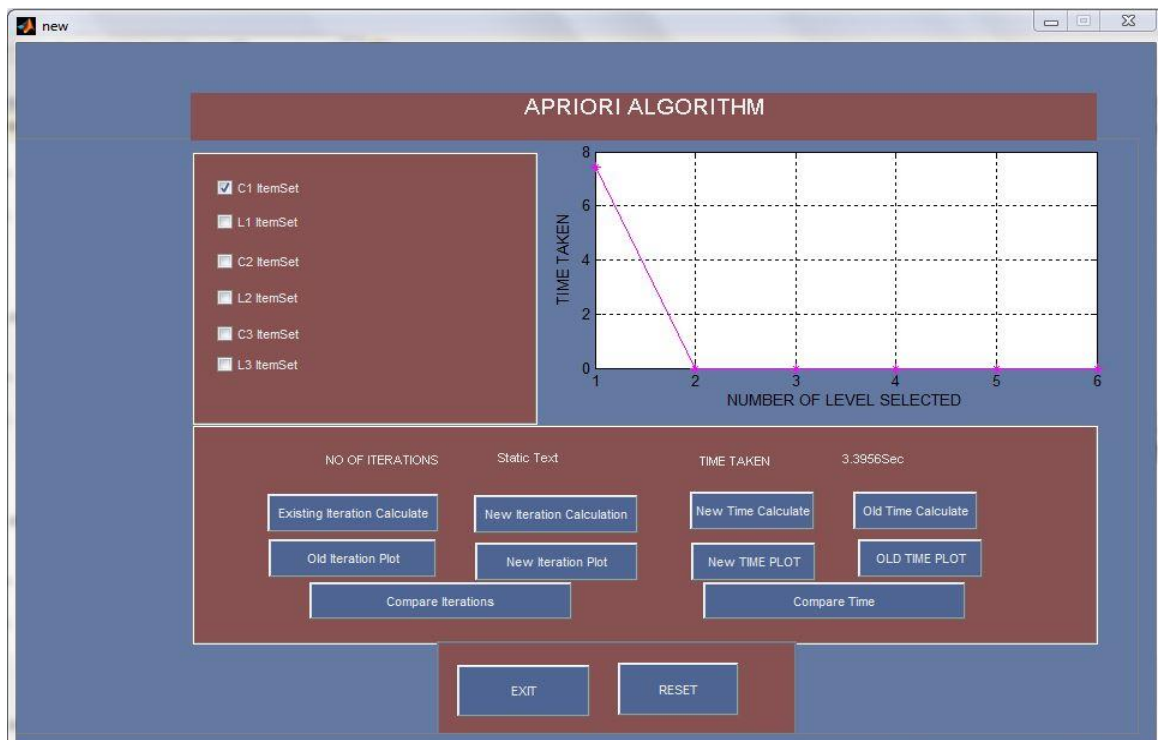 new
APRIORI ALGORITHM
C1 ItemSet
L1 ItemSet
C2 ItemSet
L2 ItemSet
C3 ItemSet
L3 ItemSet
8
6
4
2
0
TIME TAKEN
1 2 3 4 5 6
NUMBER OF LEVEL SELECTED
NO OF ITERATIONS Static Text TIME TAKEN 3.3956Sec
Existing Iteration Calculate New Iteration Calculation New Time Calculate Old Time Calculate
Old Iteration Plot New Iteration Plot New TIME PLOT OLD TIME PLOT
Compare Iterations Compare Time
EXIT RESET